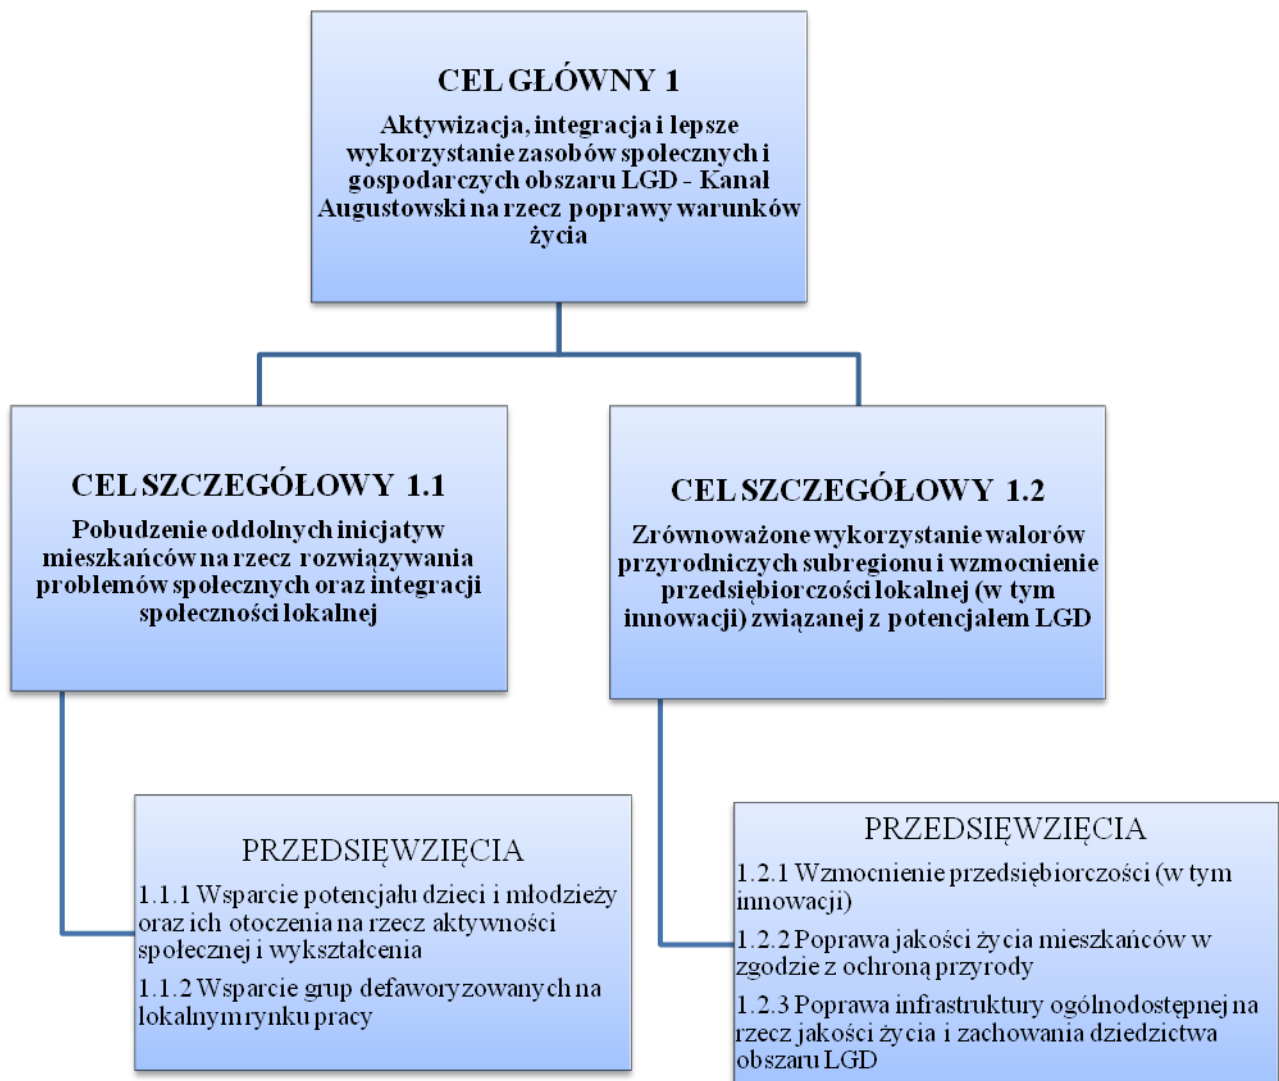 CEL GŁÓWNY 1
Aktywizacja, integracja i lepsze
wykorzystanie zasobów społecznych i
gospodarczych obszaru LGD - Kanał
Augustowski na rzecz poprawy warunków
życia
CEL SZCZEGÓŁOWY 1.1
Pobudzenie oddolnych inicjatyw
mieszkańców na rzecz rozwiązywania
problemów społecznych oraz integracji
społeczności lokalnej
CEL SZCZEGÓŁOWY 1.2
Zrównoważone wykorzystanie walorów
przyrodniczych subregionu i wzmocnienie
przedsiębiorczości lokalnej (w tym
innowacji) związanej z potencjałem LGD
PRZEDSIĘWZIĘCIA
1.1.1 Wsparcie potencjału dzieci i młodzieży
oraz ich otoczenia na rzecz aktywności
społecznej i wykształcenia
1.1.2 Wsparcie grup defaworyzowanych na
lokalnym rynku pracy
PRZEDSIĘWZIĘCIA
1.2.1 Wzmocnienie przedsiębiorczości (w tym
innowacji)
1.2.2 Poprawa jakości życia mieszkańców w
zgodzie z ochroną przyrody
1.2.3 Poprawa infrastruktury ogólnodostępnej na
rzecz jakości życia i zachowania dziedzictwa
obszaru LGD